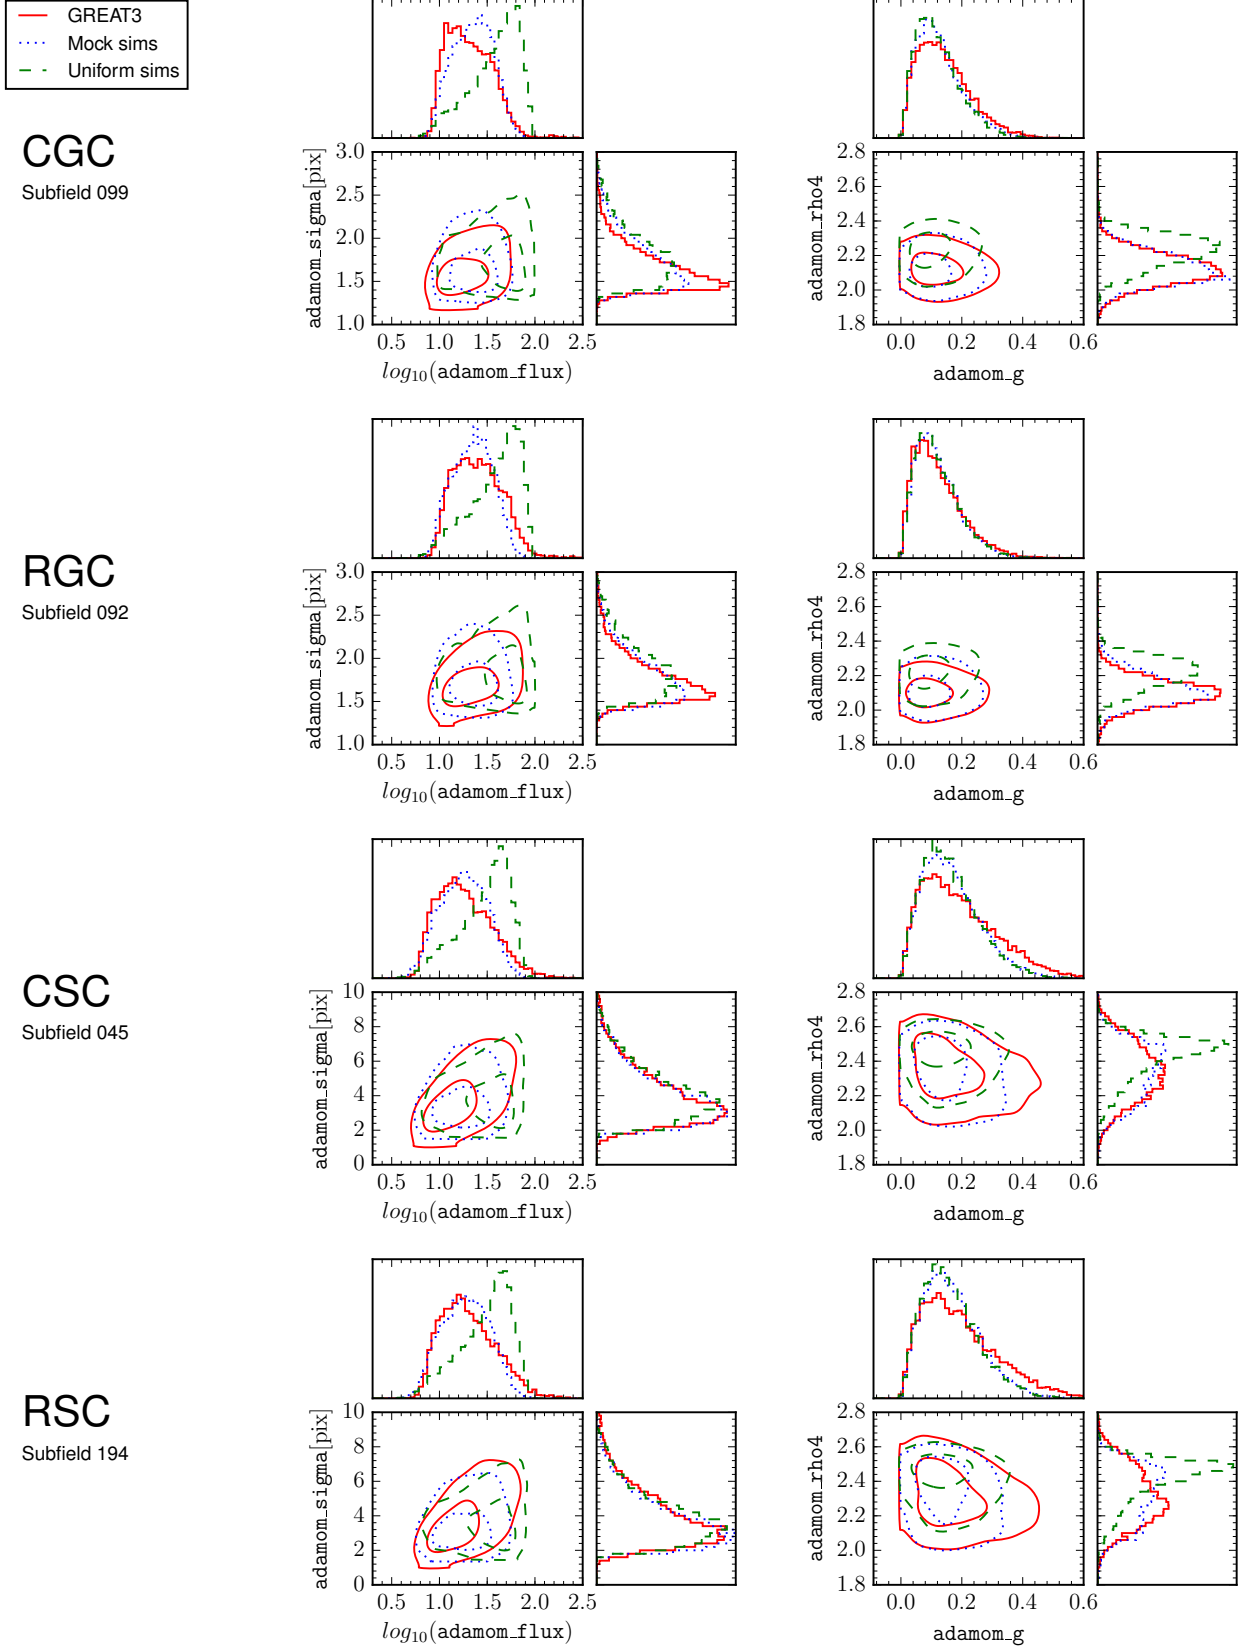 GREAT3
Mock sims
Uniform sims
CGC
Subfield 099
adamom_sigma[pix]
3.0
2.5
2.0
1.5
1.0
0.5 1.0 1.5 2.0 2.5
log10(adamom_flux)
adamom_rho4
2.8
2.6
2.4
2.2
2.0
1.8
0.0 0.2 0.4 0.6
adamom_g
RGC
Subfield 092
adamom_sigma[pix]
3.0
2.5
2.0
1.5
1.0
0.5 1.0 1.5 2.0 2.5
log10(adamom_flux)
adamom_rho4
2.8
2.6
2.4
2.2
2.0
1.8
0.0 0.2 0.4 0.6
adamom_g
CSC
Subfield 045
adamom_sigma[pix]
10
8
6
4
2
0
0.5 1.0 1.5 2.0 2.5
log10(adamom_flux)
adamom_rho4
2.8
2.6
2.4
2.2
2.0
1.8
0.0 0.2 0.4 0.6
adamom_g
RSC
Subfield 194
adamom_sigma[pix]
10
8
6
4
2
0
0.5 1.0 1.5 2.0 2.5
log10(adamom_flux)
adamom_rho4
2.8
2.6
2.4
2.2
2.0
1.8
0.0 0.2 0.4 0.6
adamom_g